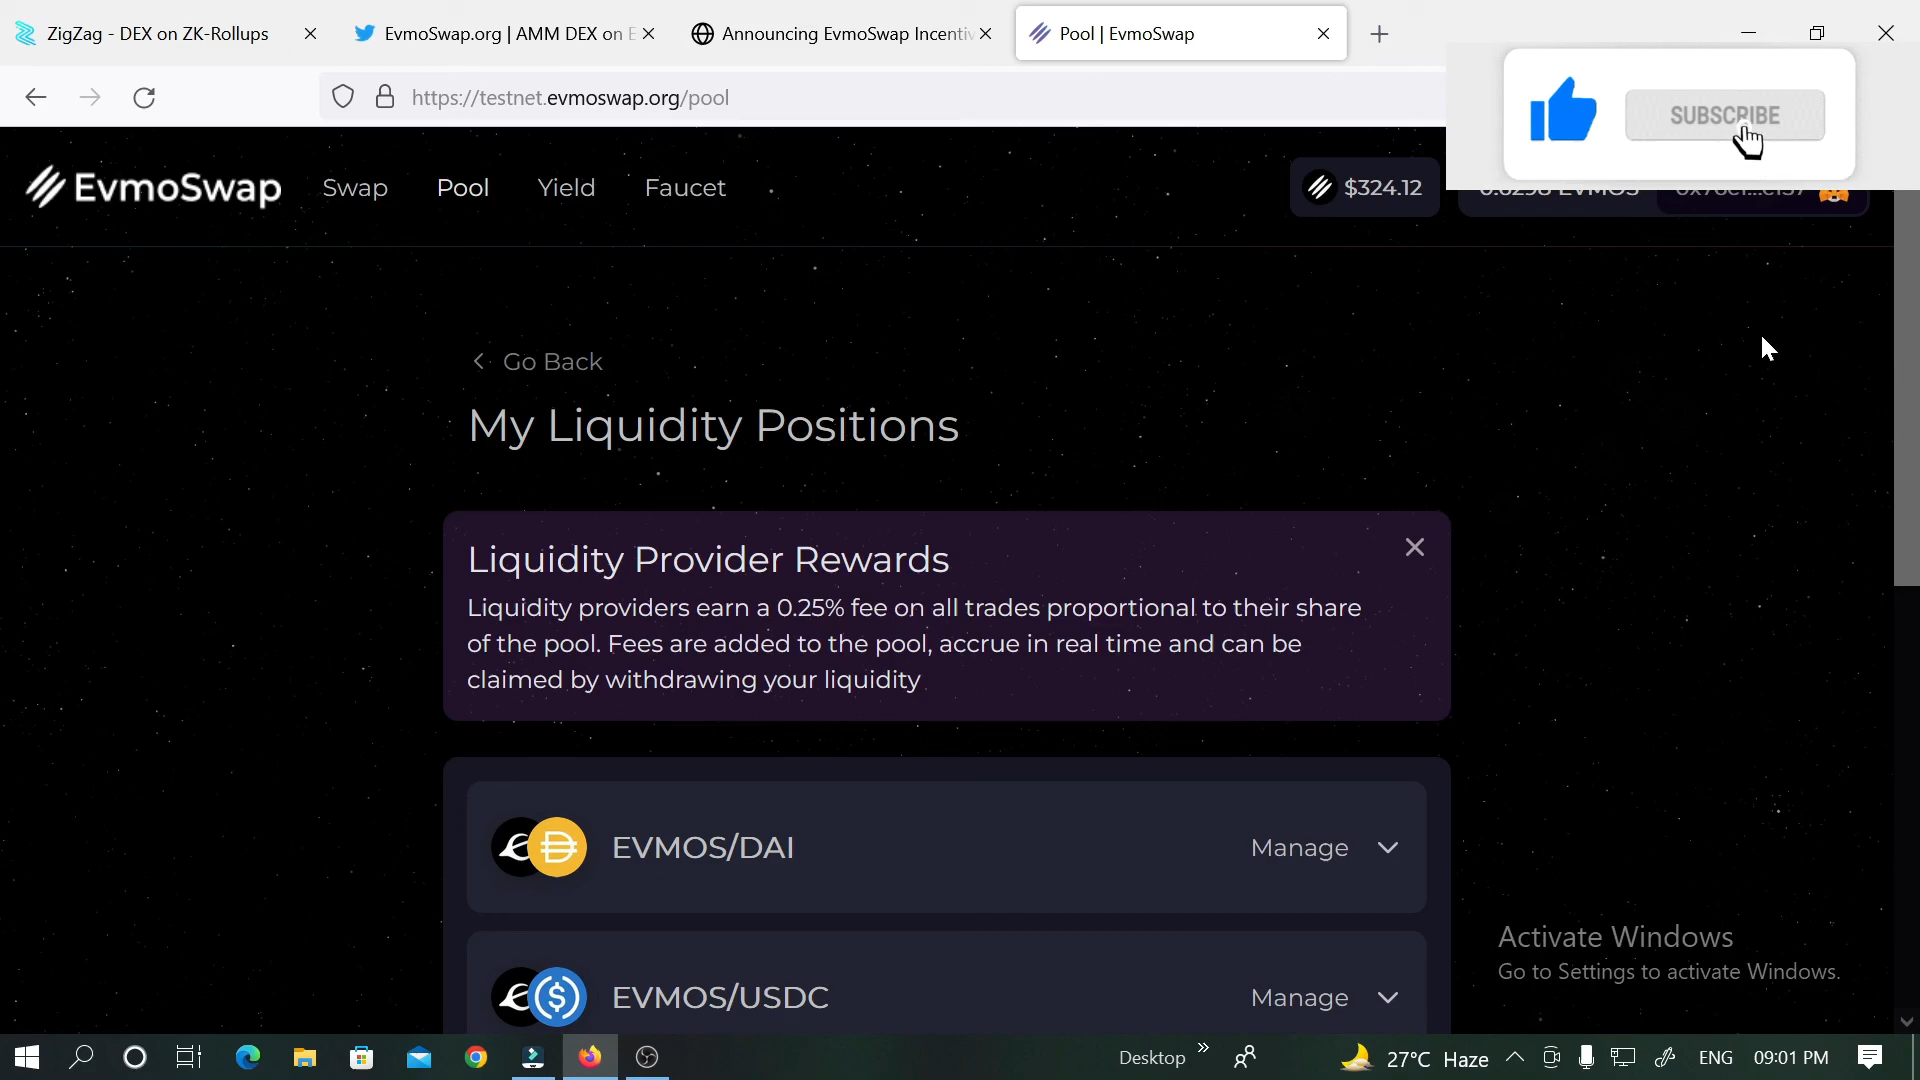 ZigZag - DEX on ZK-Rollups
EvmoSwap.org | AMM DEX on E
Announcing EvmoSwap Incentiv
Pool | EvmoSwap
https://testnet.evmoswap.org/pool
SUBSCRIBE
EvmoSwap
Swap
Pool
Yield
Faucet
$324.12
EVMOS
Go Back
My Liquidity Positions
Liquidity Provider Rewards
Liquidity providers earn a 0.25% fee on all trades proportional to their share
of the pool. Fees are added to the pool, accrue in real time and can be
claimed by withdrawing your liquidity
EVMOS/DAI
Manage
EVMOS/USDC
Manage
Activate Windows
Go to Settings to activate Windows.
Desktop
27°C Haze
ENG
09:01 PM